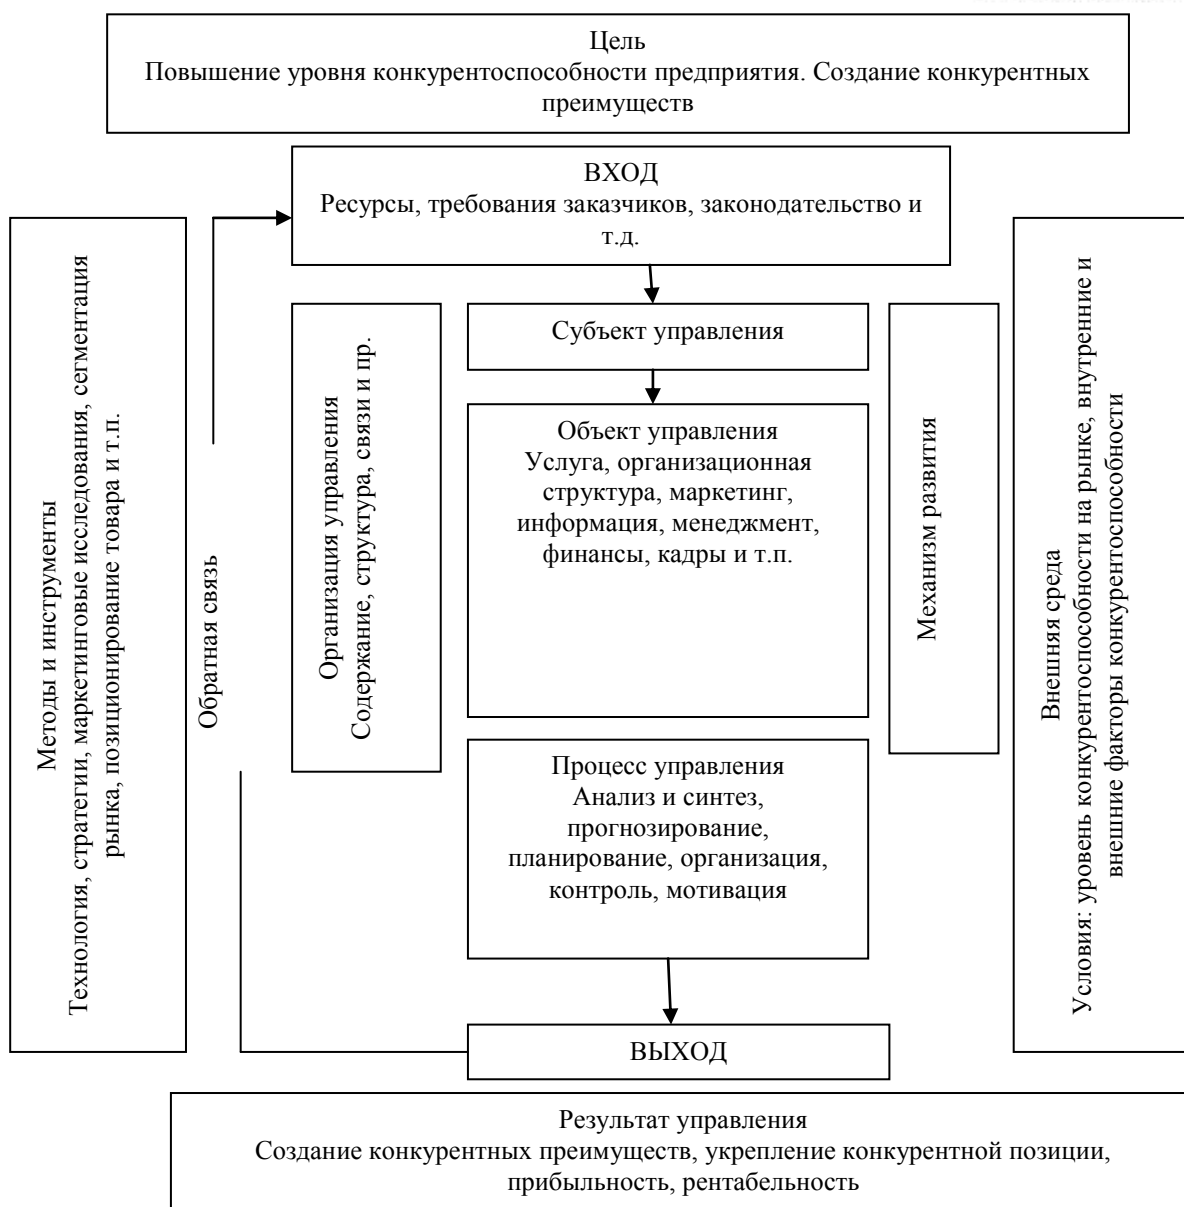 Цель
Повышение уровня конкурентоспособности предприятия. Создание конкурентных
преимуществ
ВХОД
Ресурсы, требования заказчиков, законодательство и
т.д.
Методы и инструменты
Технология, стратегии, маркетинговые исследования, сегментация
рынка, позиционирование товара и т.п.
Обратная связь
Организация управления
Содержание, структура, связи и пр.
Субъект управления
Объект управления
Услуга, организационная
структура, маркетинг,
информация, менеджмент,
финансы, кадры и т.п.
Процесс управления
Анализ и синтез,
прогнозирование,
планирование, организация,
контроль, мотивация
Механизм развития
Внешняя среда
Условия: уровень конкурентоспособности на рынке, внутренние и
внешние факторы конкурентоспособности
ВЫХОД
Результат управления
Создание конкурентных преимуществ, укрепление конкурентной позиции,
прибыльность, рентабельность